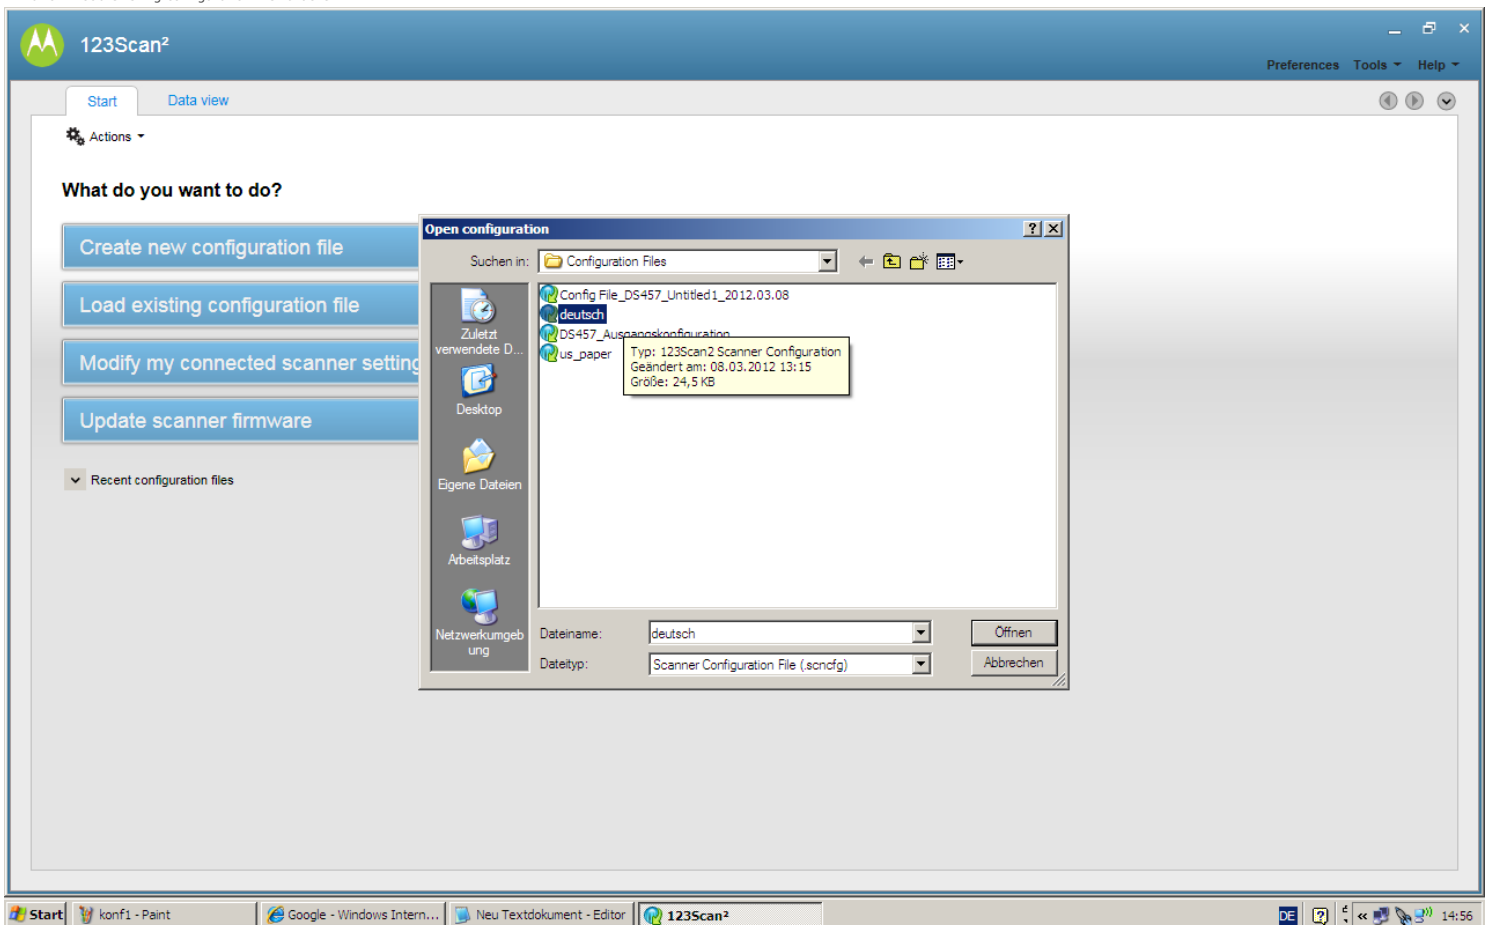 123Scan²
Preferences Tools Help
Start Data view
Actions
What do you want to do?
Create new configuration file
Load existing configuration file
Modify my connected scanner setting
Update scanner firmware
Recent configuration files
Open configuration
Suchen in: Configuration Files
Zuletzt
verwendete D...
Desktop
Eigene Dateien
Arbeitsplatz
Netzwerkumgeb
ung
Config File_DS457_Untitled1_2012.03.08
deutsch
DS457_Ausgangskonfiguration
us_paper
Typ: 123Scan2 Scanner Configuration
Geändert am: 08.03.2012 13:15
Größe: 24,5 KB
Dateiname: deutsch Öffnen
Dateityp: Scanner Configuration File (.scncfg) Abbrechen
Start konf1 - Paint Google - Windows Intern... Neu Textdokument - Editor 123Scan² DE 14:56